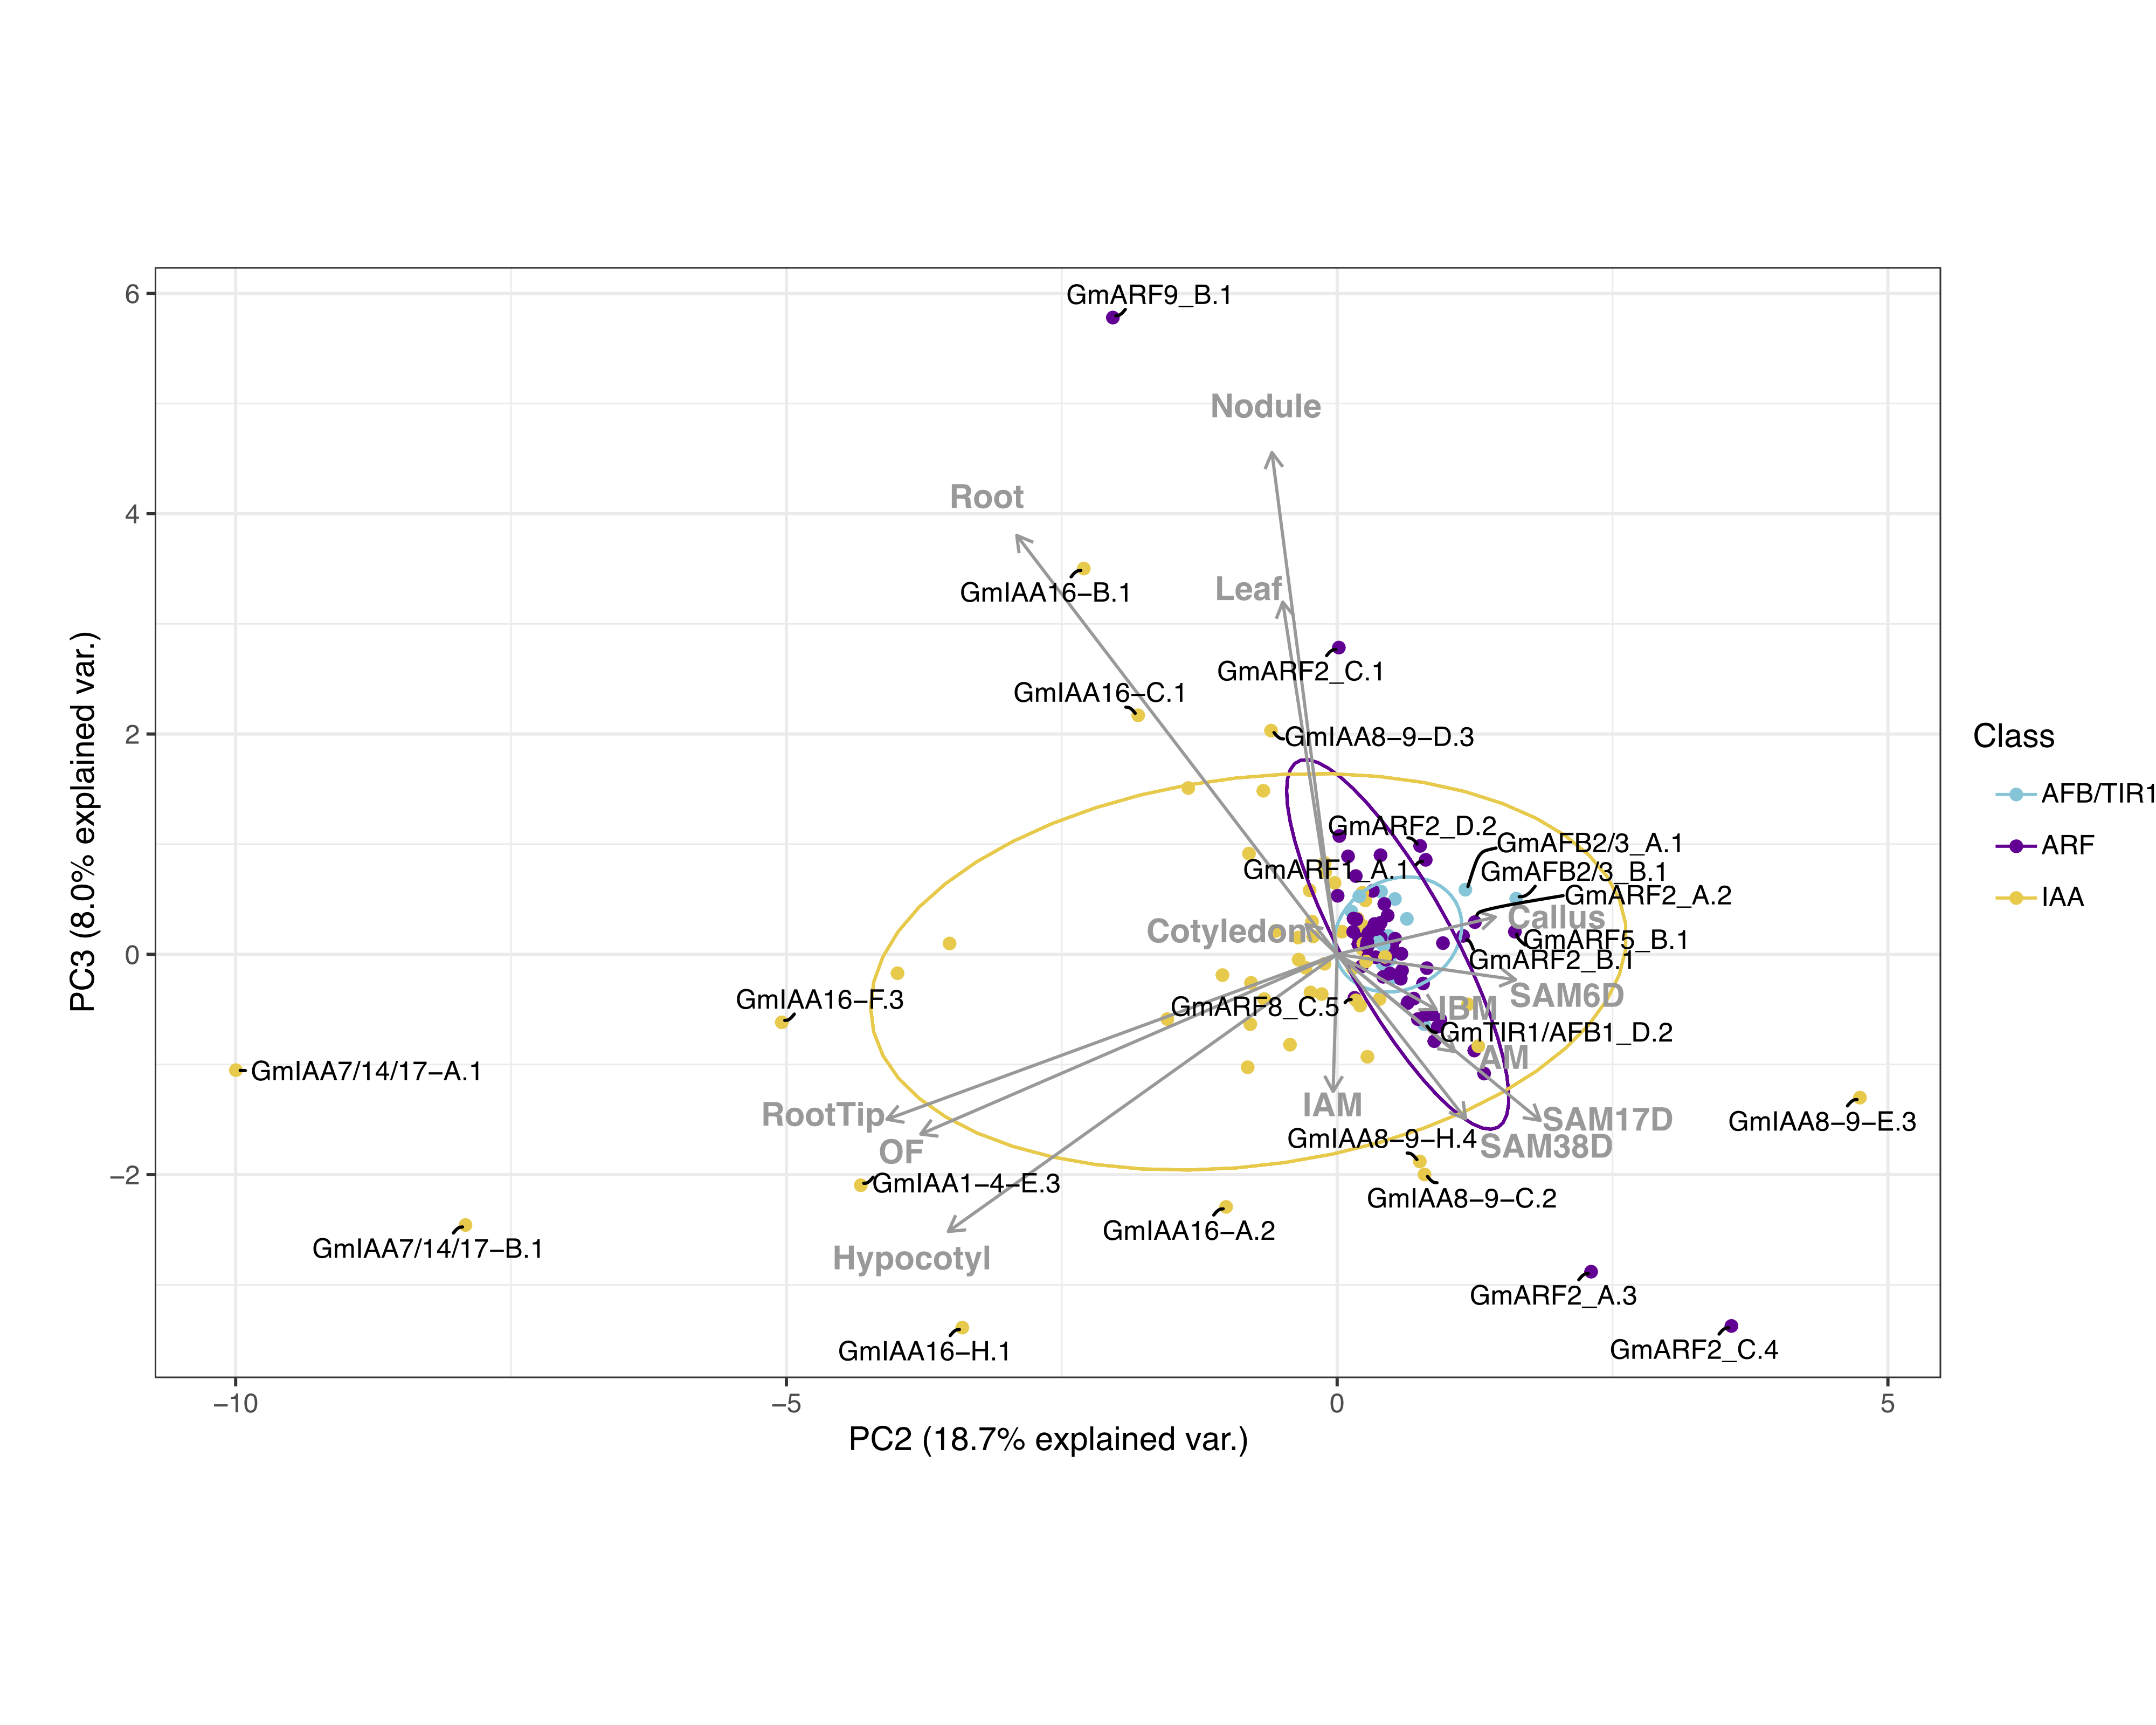 6
GmARF9_B.1
Nodule
Root
4
Leaf
GmIAA16−B.1
GmARF2_C.1
GmIAA16−C.1
2
GmIAA8−9−D.3
Class
AFB/TIR1
ARF
IAA
GmARF2_D.2
GmAFB2/3_A.1
GmARF1_A.1
GmAFB2/3_B.1
GmARF2_A.2
Callus
Cotyledon
GmARF5_B.1
0
GmARF2_B.1
SAM6D
GmIAA16−F.3
GmARF8_C.5
IBM
GmTIR1/AFB1_D.2
AM
GmIAA7/14/17−A.1
IAM
RootTip
SAM17D
GmIAA8−9−E.3
GmIAA8−9−H.4
SAM38D
OF
−2
GmIAA1−4−E.3
GmIAA8−9−C.2
GmIAA16−A.2
GmIAA7/14/17−B.1
Hypocotyl
GmARF2_A.3
GmIAA16−H.1
GmARF2_C.4
−10
−5
0
5
PC2 (18.7% explained var.)
PC3 (8.0% explained var.)